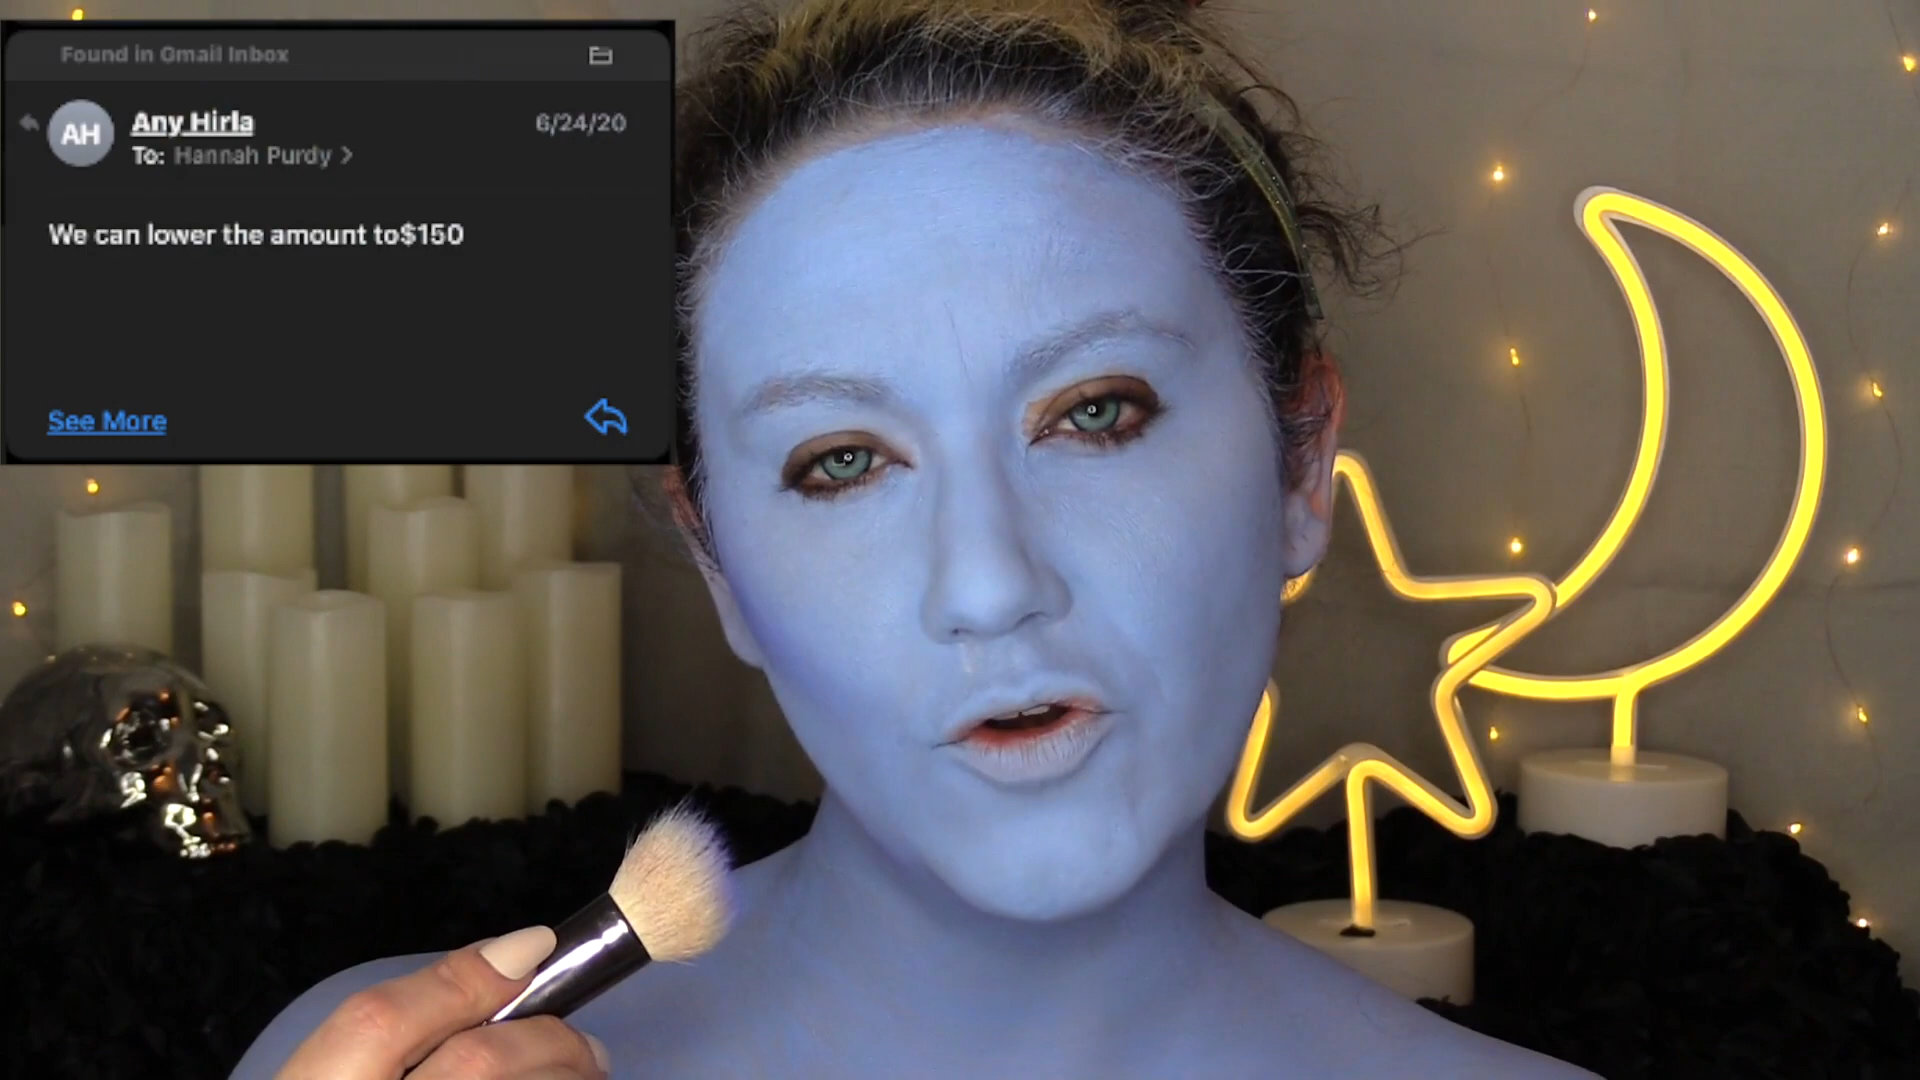 Found in Gmail Inbox
AH
Any Hirla
6/24/20
To: Hannah Purdy >
We can lower the amount to$150
See More